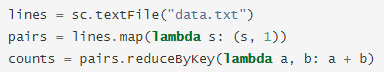 lines = sc.textFile("data.txt")
pairs = lines.map(lambda s: (s, 1))
counts = pairs.reduceByKey(lambda a, b: a + b)